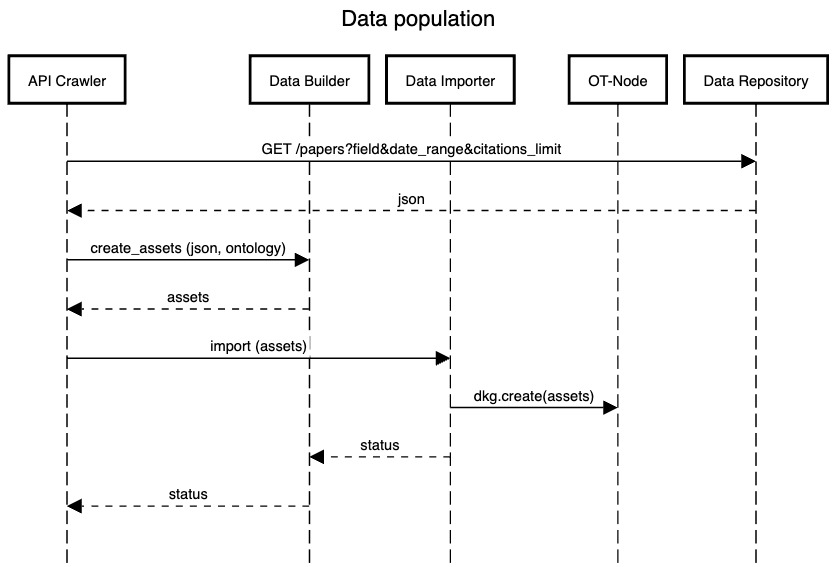 Data population
API Crawler
Data Builder
Data Importer
OT-Node
Data Repository
GET /papers?field&date_range&citations_limit
json
create_assets (json, ontology)
assets
import (assets)
dkg.create(assets)
status
status